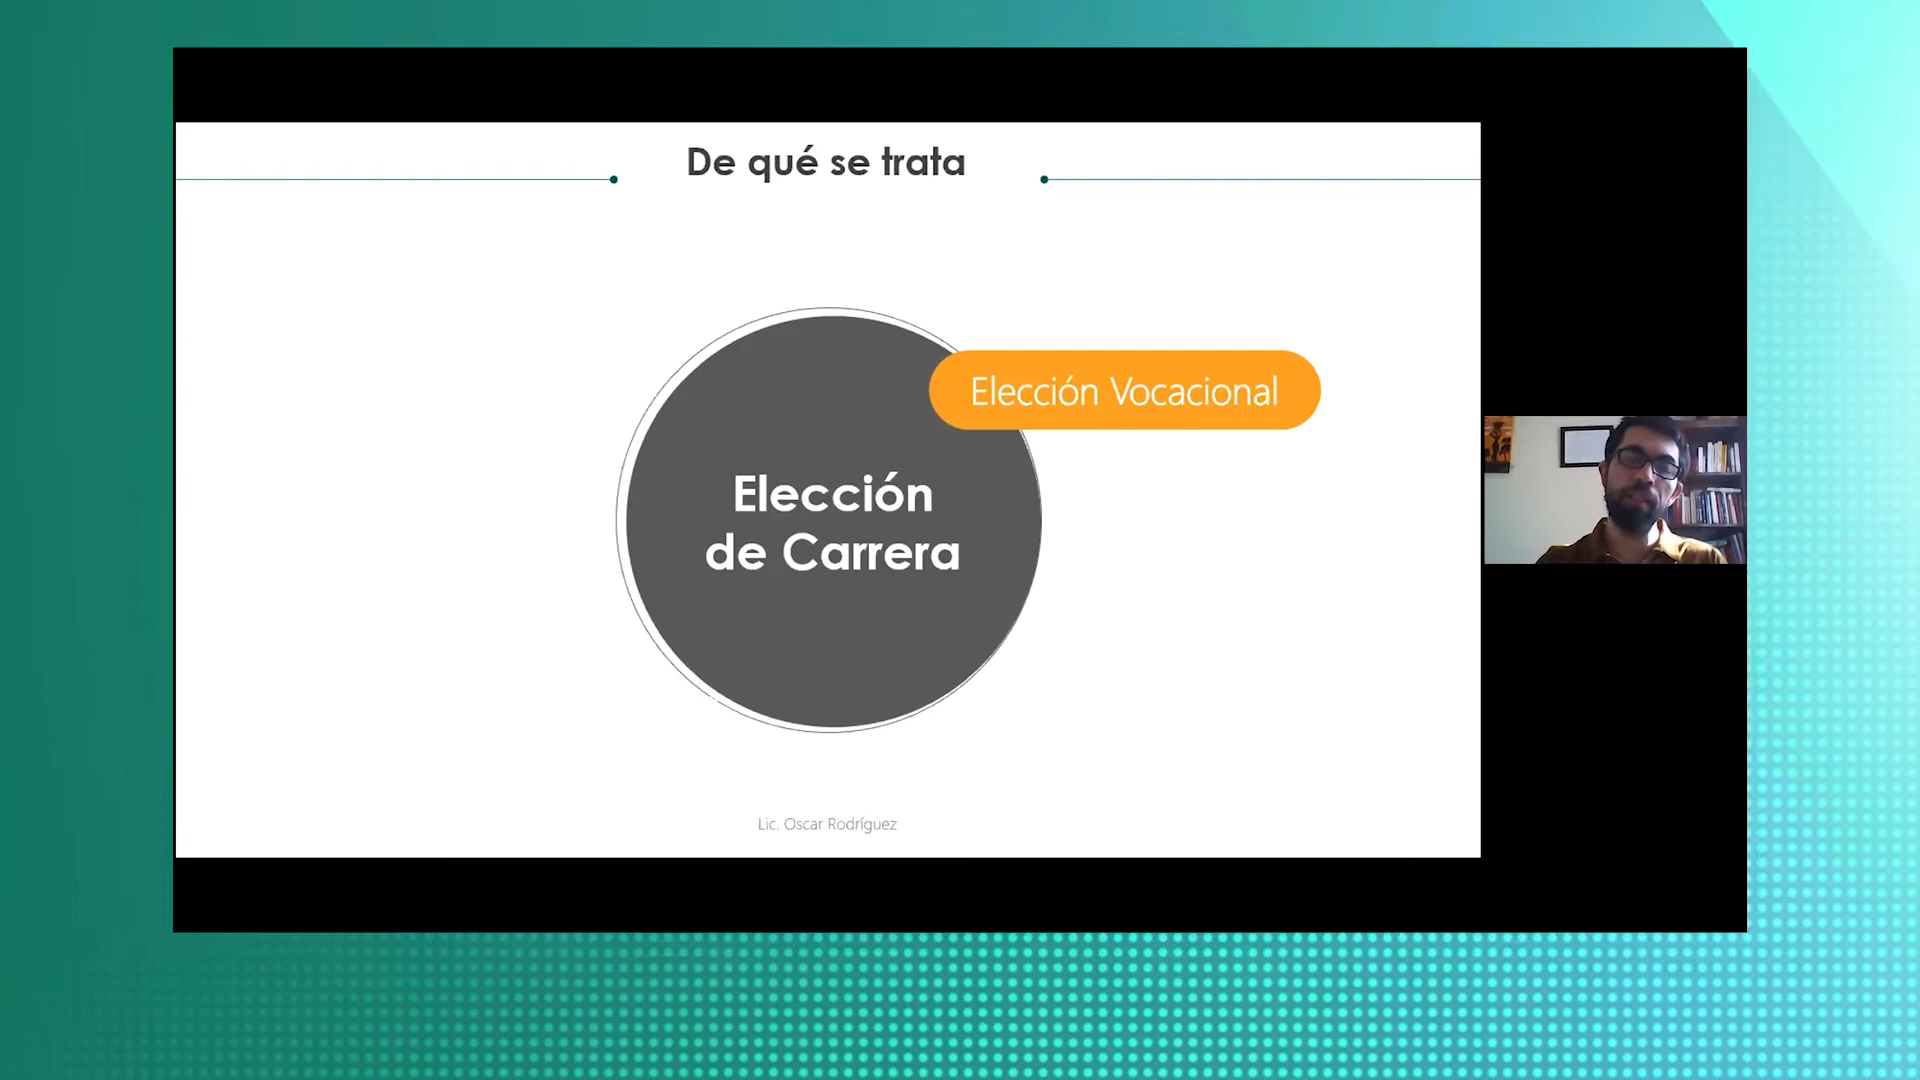 De qué se trata
Elección Vocacional
Elección
de Carrera
Lic. Oscar Rodríguez